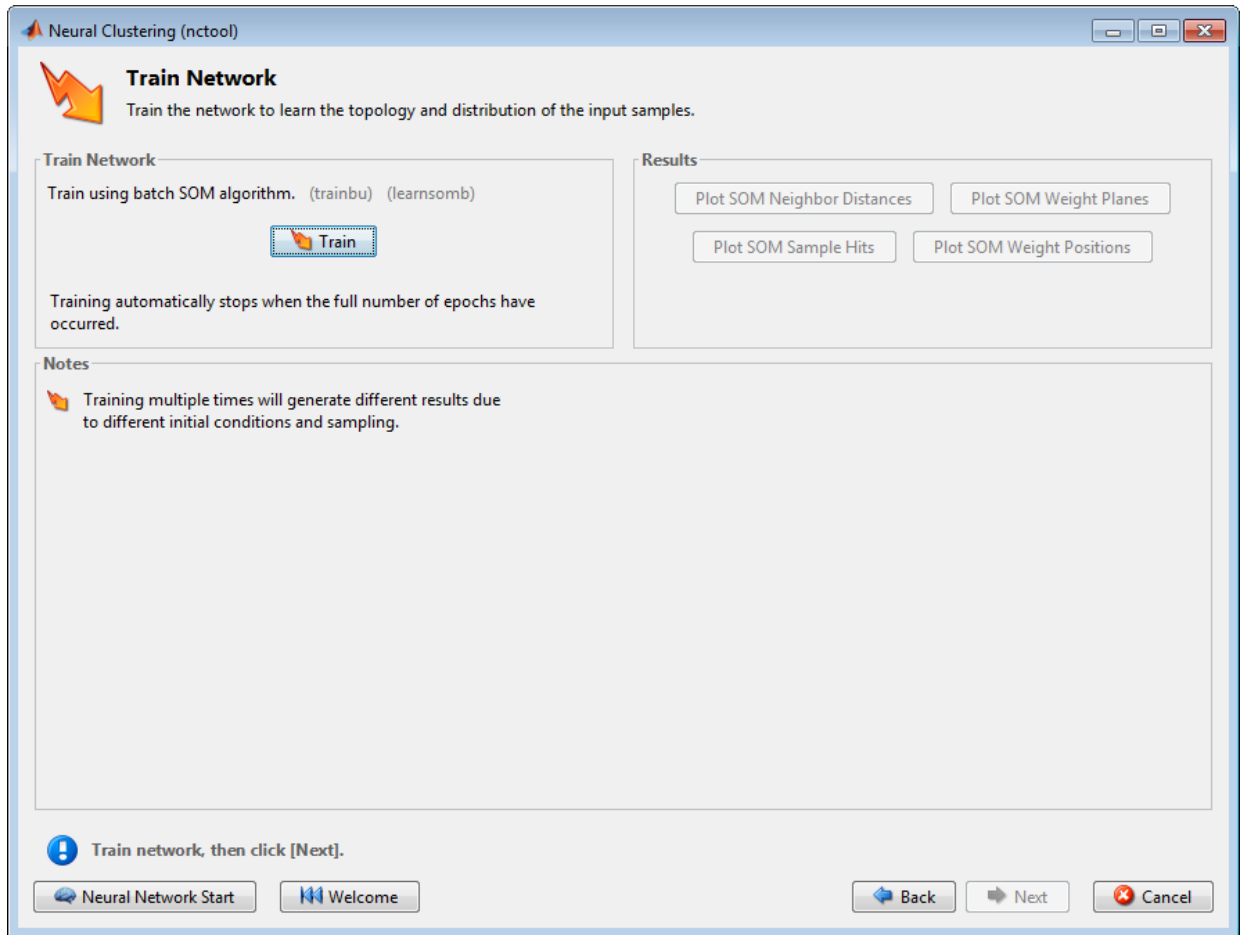 Neural Clustering (nctool)
Train Network
Train the network to learn the topology and distribution of the input samples.
Train Network
Train using batch SOM algorithm. (trainbu) (learnsomb)
Train
Training automatically stops when the full number of epochs have
occurred.
Results
Plot SOM Neighbor Distances
Plot SOM Weight Planes
Plot SOM Sample Hits
Plot SOM Weight Positions
Notes
Training multiple times will generate different results due
to different initial conditions and sampling.
Train network, then click [Next].
Neural Network Start
Welcome
Back
Next
Cancel